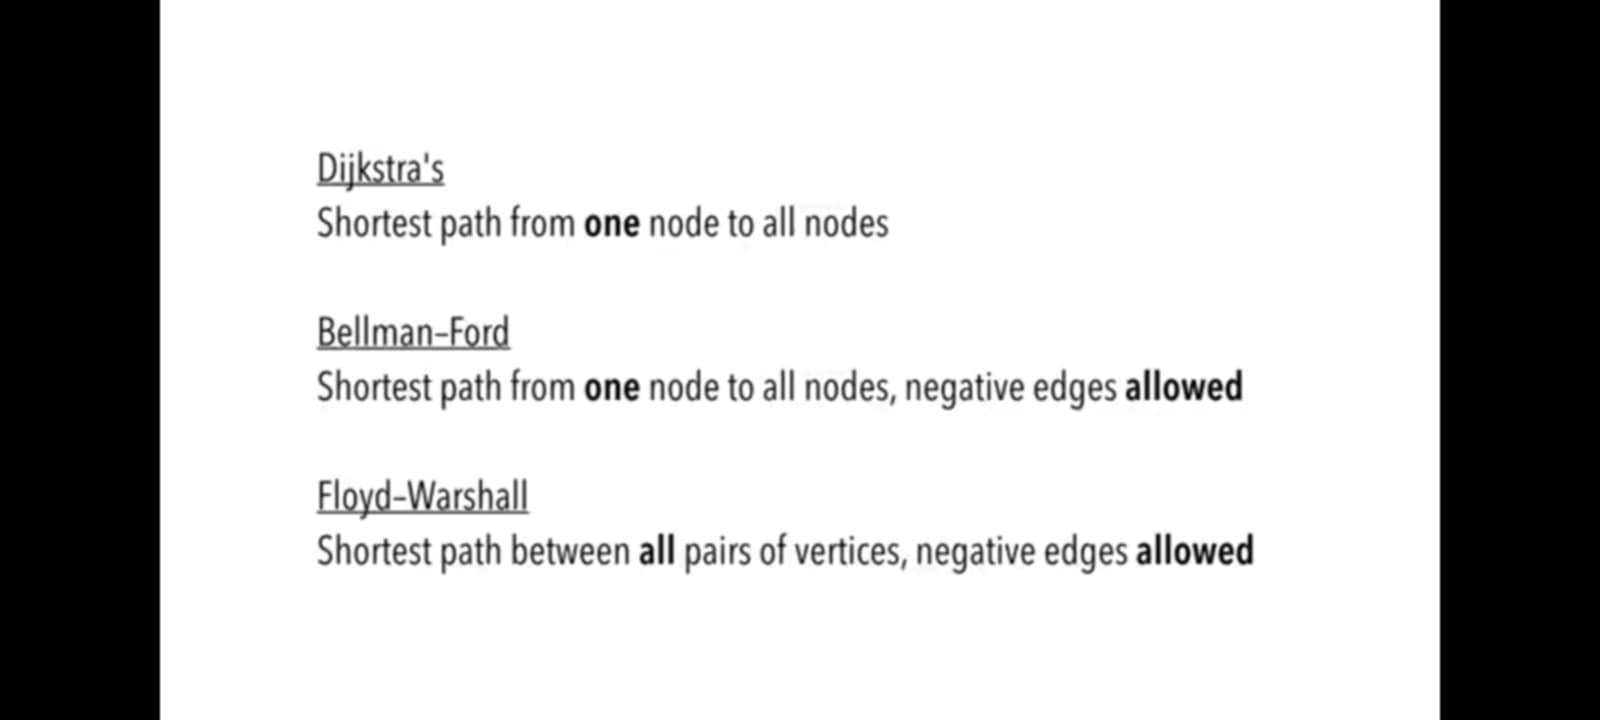 Dijkstra's
Shortest path from one node to all nodes
Bellman–Ford
Shortest path from one node to all nodes, negative edges allowed
Floyd–Warshall
Shortest path between all pairs of vertices, negative edges allowed